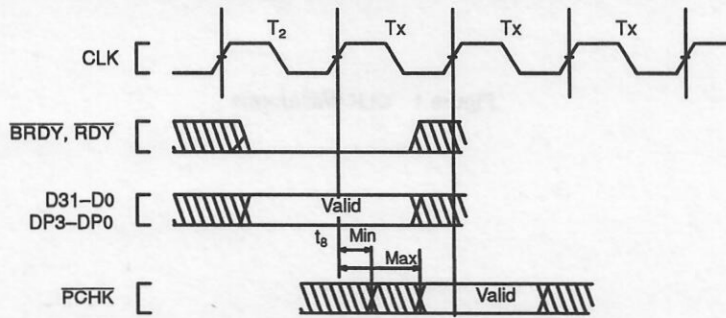 T2 Tx Tx Tx
CLK
BRDY, RDY
D31–D0 Valid
DP3–DP0
t8 Min
Max
PCHK Valid